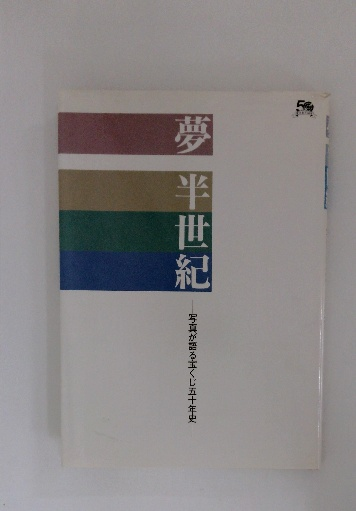 夢
半世紀
—写真が語る宝くじ五十年史